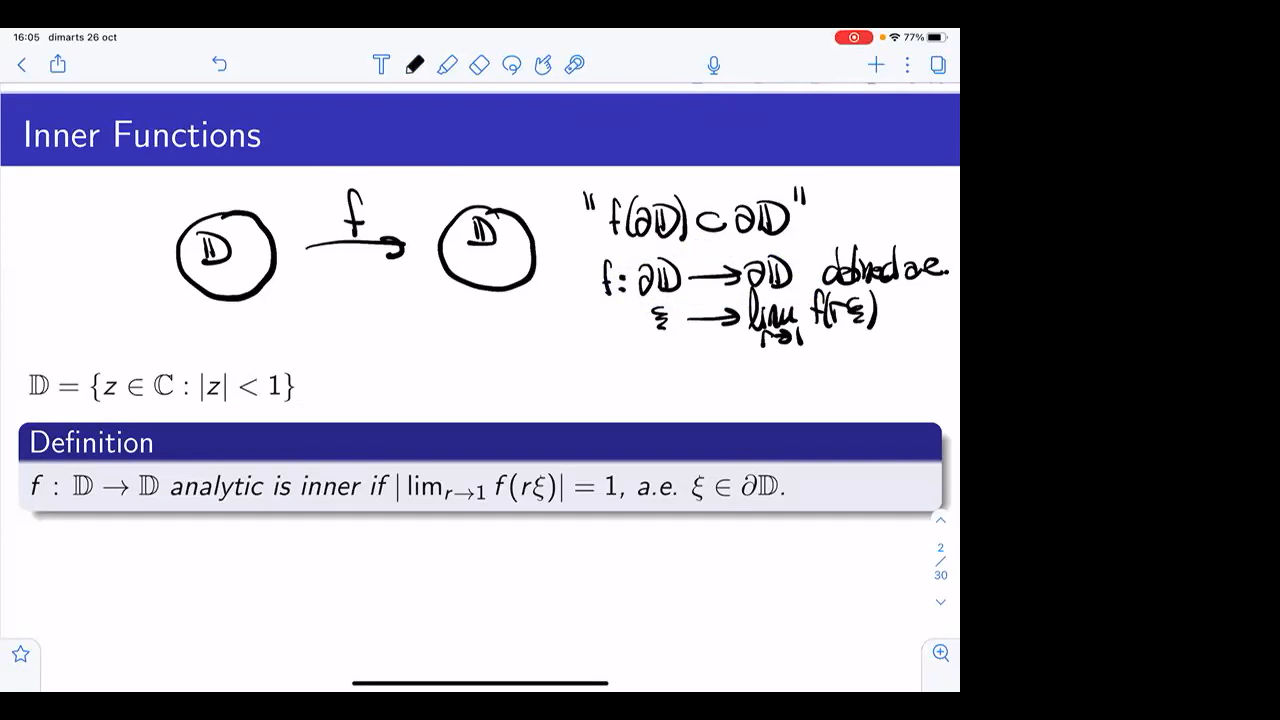 16:05 dimarts 26 oct
77%
Inner Functions
𝔻 f 𝔻
" f(∂𝔻) ⊂ ∂𝔻 "
f : ∂𝔻 ⟶ ∂𝔻 defined a.e.
ξ ⟶ lim f(rξ)
r→1
𝔻 = {z ∈ ℂ : |z| < 1}
Definition
f : 𝔻 → 𝔻 analytic is inner if | lim_{r→1} f(rξ)| = 1, a.e. ξ ∈ ∂𝔻.
2
/
30